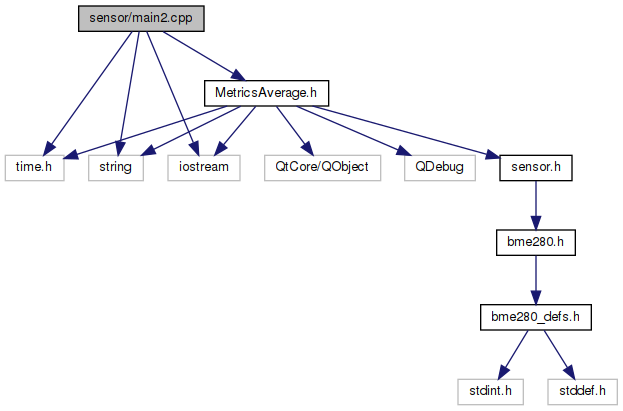 sensor/main2.cpp
MetricsAverage.h
time.h
string
iostream
QtCore/QObject
QDebug
sensor.h
bme280.h
bme280_defs.h
stdint.h
stddef.h